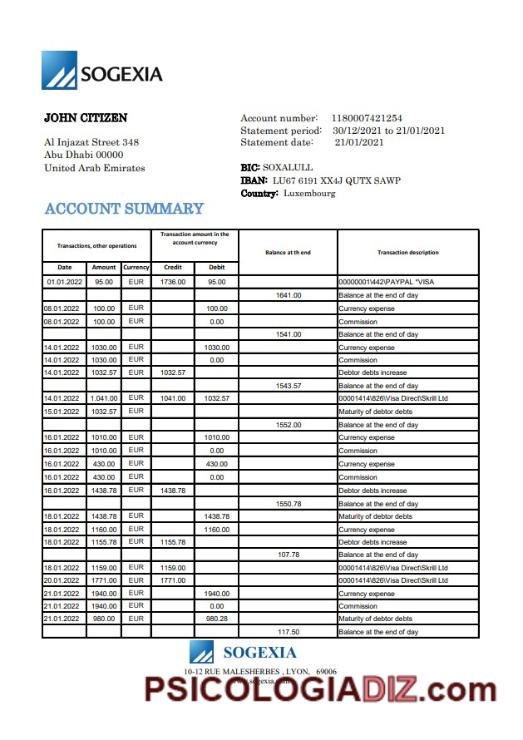 SOGEXIA
JOHN CITIZEN
Al Injazat Street 348
Abu Dhabi 00000
United Arab Emirates
Account number: 1180007421254
Statement period: 30/12/2021 to 21/01/2021
Statement date: 21/01/2021
BIC: SOXALULL
IBAN: LU67 6191 XX4J QUTX SAWP
Country: Luxembourg
ACCOUNT SUMMARY
Transactions, other operations
Transaction amount in the account currency
Balance at th end
Transaction description
Date Amount Currency Credit Debit
01.01.2022 95.00 EUR 1736.00 95.00 00000001\442\PAYPAL *VISA
1641.00 Balance at the end of day
08.01.2022 100.00 EUR 100.00 Currency expense
08.01.2022 100.00 EUR 0.00 Commission
1541.00 Balance at the end of day
14.01.2022 1030.00 EUR 1030.00 Currency expense
14.01.2022 1030.00 EUR 0.00 Commission
14.01.2022 1032.57 EUR 1032.57 Debtor debts increase
1543.57 Balance at the end of day
14.01.2022 1.041.00 EUR 1041.00 1032.57 00001414\826\Visa Direct\Skrill Ltd
15.01.2022 1032.57 EUR Maturity of debtor debts
1552.00 Balance at the end of day
16.01.2022 1010.00 EUR 1010.00 Currency expense
16.01.2022 1010.00 EUR 0.00 Commission
16.01.2022 430.00 EUR 430.00 Currency expense
16.01.2022 430.00 EUR 0.00 Commission
16.01.2022 1438.78 EUR 1438.78 Debtor debts increase
1550.78 Balance at the end of day
18.01.2022 1438.78 EUR 1438.78 Maturity of debtor debts
18.01.2022 1160.00 EUR 1160.00 Currency expense
18.01.2022 1155.78 EUR 1155.78 Debtor debts increase
107.78 Balance at the end of day
18.01.2022 1159.00 EUR 1159.00 00001414\826\Visa Direct\Skrill Ltd
20.01.2022 1771.00 EUR 1771.00 00001414\826\Visa Direct\Skrill Ltd
21.01.2022 1940.00 EUR 1940.00 Currency expense
21.01.2022 1940.00 EUR 0.00 Commission
21.01.2022 980.00 EUR 980.28 Maturity of debtor debts
117.50 Balance at the end of day
SOGEXIA
10-12 RUE MALESHERBES , LYON, 69006
PSICOLOGIADIZ.com